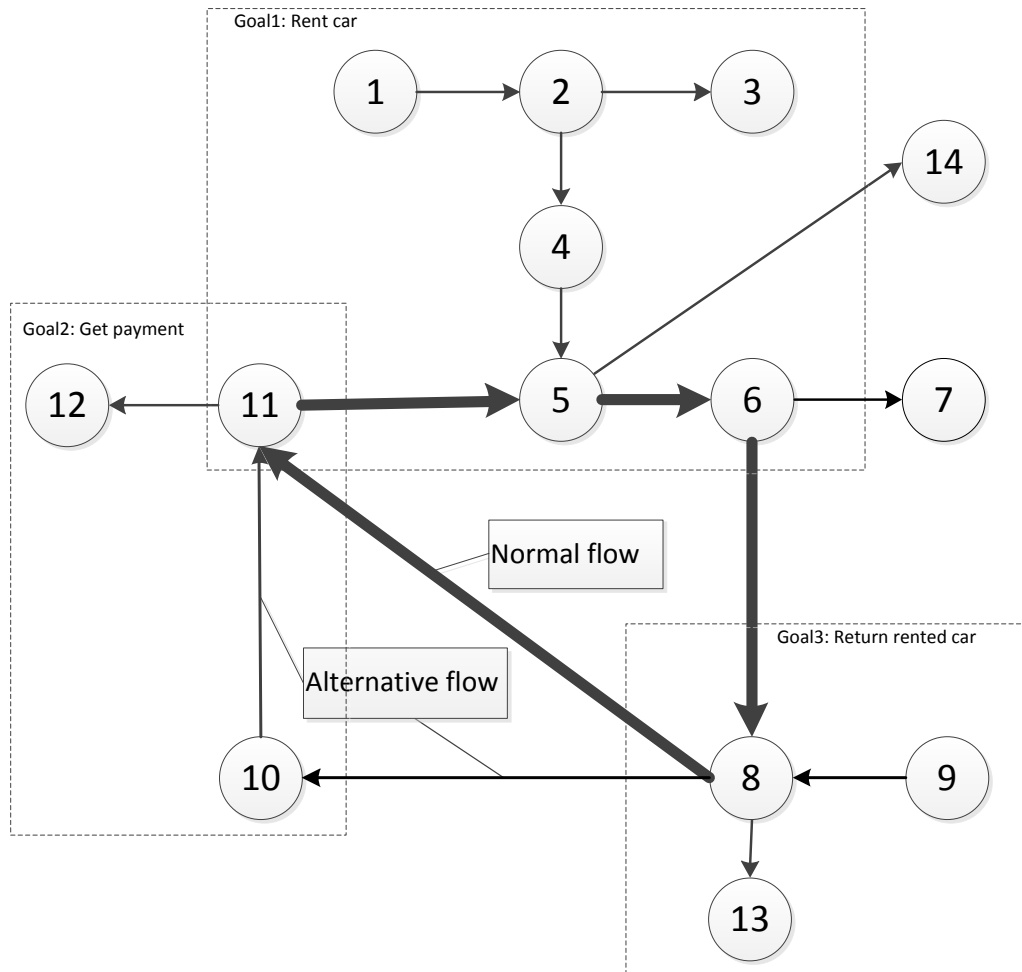 Goal1: Rent car
1
2
3
14
4
Goal2: Get payment
12
11
5
6
7
Normal flow
Goal3: Return rented car
Alternative flow
10
8
9
13